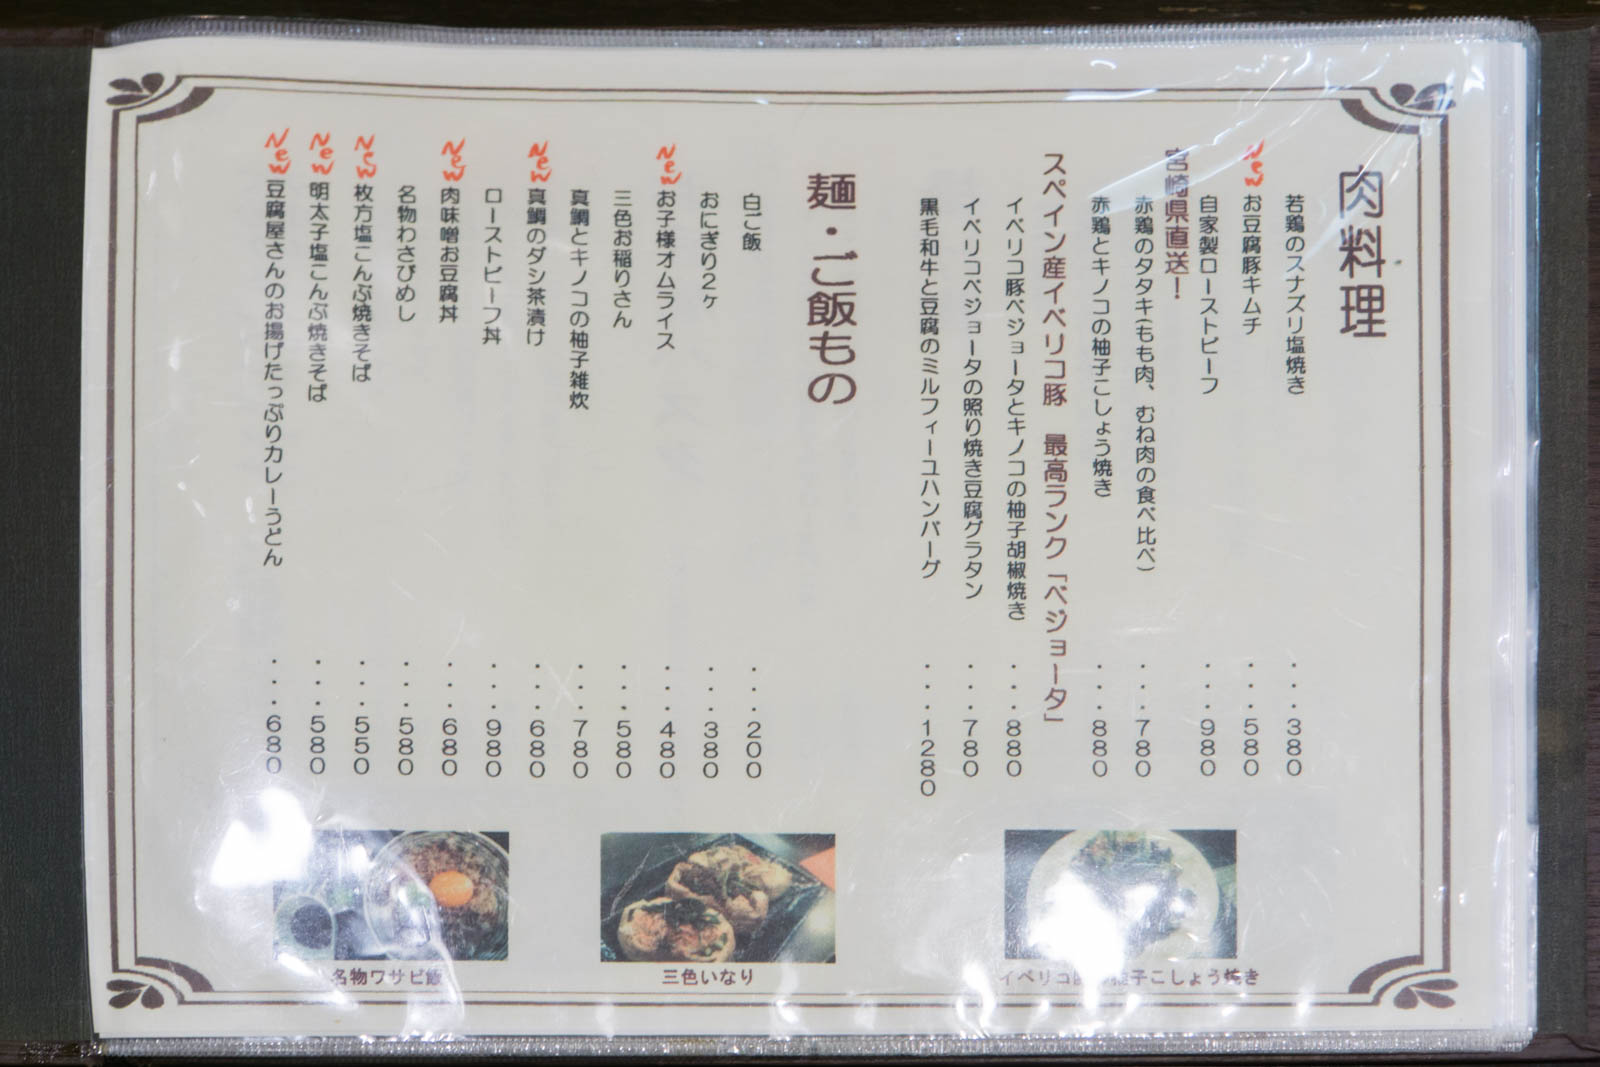 肉料理
若鶏のスナズリ塩焼き ・・・380
New お豆腐豚キムチ ・・・580
自家製ローストビーフ ・・・980
宮崎県直送！
赤鶏のタタキ（もも肉、むね肉の食べ比べ） ・・・780
赤鶏とキノコの柚子こしょう焼き ・・・880
スペイン産イベリコ豚　最高ランク「ベジョータ」
イベリコ豚ベジョータとキノコの柚子胡椒焼き ・・・880
イベリコベジョータの照り焼き豆腐グラタン ・・・780
黒毛和牛と豆腐のミルフィーユハンバーグ ・・・1280
麺・ご飯もの
白ご飯 ・・・200
おにぎり２ヶ ・・・380
New お子様オムライス ・・・480
三色お稲りさん ・・・580
真鯛とキノコの柚子雑炊 ・・・780
New 真鯛のダシ茶漬け ・・・680
ローストビーフ丼 ・・・980
New 肉味噌お豆腐丼 ・・・680
名物わさびめし ・・・580
New 枚方塩こんぶ焼きそば ・・・550
New 明太子塩こんぶ焼きそば ・・・580
New 豆腐屋さんのお揚げたっぷりカレーうどん ・・・680
イベリコ 子こしょう焼き
三色いなり
名物ワサビ飯